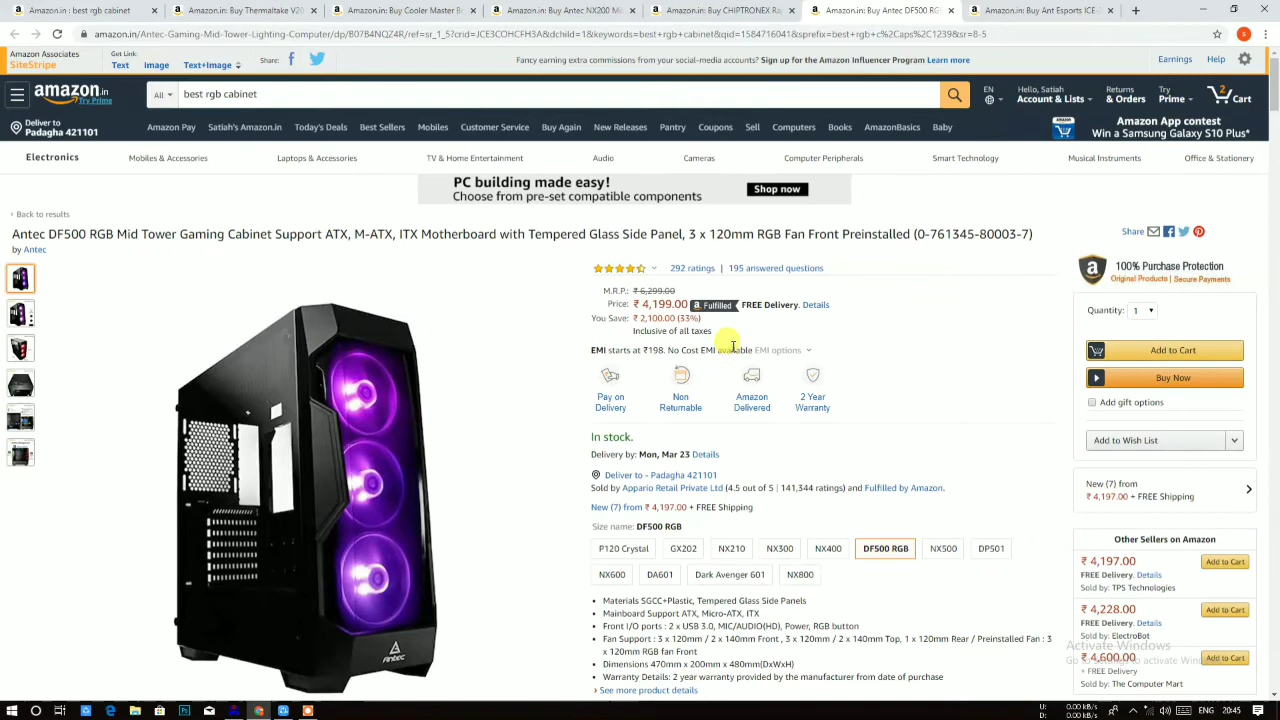 a amazon.in: Buy
a Amazon.in: Buy Thermaltake V20
a Amazon.in: Buy Cooler Master Bo
a Amazon.in: Buy Antec NX200 M
a Amazon.in: Buy CHIPTRONEX Ra
a Amazon.in: Buy Antec DF500 RG
a Amazon.in: Buy Ant Esports ICE-
amazon.in/Antec-Gaming-Mid-Tower-Lighting-Computer/dp/B07B4NQZ4R/ref=sr_1_5?crid=JCE3COHCFH3A&dchild=1&keywords=best+rgb+cabinet&qid=1584716041&sprefix=best+rgb+c%2Caps%2C1239&sr=8-5
Amazon Associates
SiteStripe
Get Link:
Text Image Text+Image
Share:
Fancy earning extra commissions from your social-media accounts? Sign up for the Amazon Influencer Program Learn more
Earnings Help
amazon.in
Try Prime
All
best rgb cabinet
EN
Hello, Satiah
Account & Lists
Returns
& Orders
Try
Prime
2
Cart
Deliver to
Padagha 421101
Amazon Pay Satiah's Amazon.in Today's Deals Best Sellers Mobiles Customer Service Buy Again New Releases Pantry Coupons Sell Computers Books AmazonBasics Baby
Amazon App contest
Win a Samsung Galaxy S10 Plus*
Electronics Mobiles & Accessories Laptops & Accessories TV & Home Entertainment Audio Cameras Computer Peripherals Smart Technology Musical Instruments Office & Stationery
PC building made easy!
Choose from pre-set compatible components
Shop now
‹ Back to results
Antec DF500 RGB Mid Tower Gaming Cabinet Support ATX, M-ATX, ITX Motherboard with Tempered Glass Side Panel, 3 x 120mm RGB Fan Front Preinstalled (0-761345-80003-7)
by Antec
Share
292 ratings | 195 answered questions
M.R.P.: ₹ 6,299.00
Price: ₹ 4,199.00 a Fulfilled FREE Delivery. Details
You Save: ₹ 2,100.00 (33%)
Inclusive of all taxes
EMI starts at ₹198. No Cost EMI available EMI options
Pay on
Delivery
Non
Returnable
Amazon
Delivered
2 Year
Warranty
In stock.
Delivery by: Mon, Mar 23 Details
Deliver to - Padagha 421101
Sold by Appario Retail Private Ltd (4.5 out of 5 | 141,344 ratings) and Fulfilled by Amazon.
New (7) from ₹ 4,197.00 + FREE Shipping
Size name: DF500 RGB
P120 Crystal GX202 NX210 NX300 NX400 DF500 RGB NX500 DP501
NX600 DA601 Dark Avenger 601 NX800
• Materials SGCC+Plastic, Tempered Glass Side Panels
• Mainboard Support ATX, Micro-ATX, ITX
• Front I/O ports : 2 x USB 3.0, MIC/AUDIO(HD), Power, RGB button
• Fan Support : 3 x 120mm / 2 x 140mm Front , 3 x 120mm / 2 x 140mm Top, 1 x 120mm Rear / Preinstalled Fan : 3
x 120mm RGB fan Front
• Dimensions 470mm x 200mm x 480mm(DxWxH)
• Warranty Details: 2 year warranty provided by the manufacturer from date of purchase
› See more product details
Antec
100% Purchase Protection
Original Products | Secure Payments
Quantity: 1
Add to Cart
Buy Now
Add gift options
Add to Wish List
New (7) from
₹ 4,197.00 + FREE Shipping
Other Sellers on Amazon
₹ 4,197.00 Add to Cart
FREE Delivery. Details
Sold by: TPS Technologies
₹ 4,228.00 Add to Cart
FREE Delivery. Details
Sold by: ElectroBot
₹ 4,600.00 Add to Cart
+ FREE Delivery
Sold by: The Computer Mart
Activate Windows
U: 0.00 kB/s
D: 0.00 kB/s
ENG 20:45